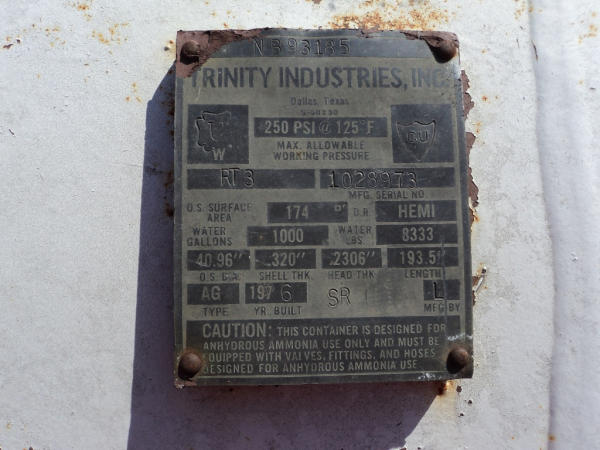 NB93185
TRINITY INDUSTRIES, INC.
Dallas, Texas
250 PSI @ 125°F
MAX. ALLOWABLE
WORKING PRESSURE
W
RT 3 1028973
MFG. SERIAL NO.
O.S. SURFACE AREA 174 D.R. HEMI
WATER GALLONS 1000 WATER LBS. 8333
40.96" .320" .2306" 193.5"
O.S. DIA. SHELL THK. HEAD THK. LENGTH
AG 1976 SR L
TYPE YR. BUILT MFG BY
CAUTION: THIS CONTAINER IS DESIGNED FOR
ANHYDROUS AMMONIA USE ONLY AND MUST BE
EQUIPPED WITH VALVES, FITTINGS, AND HOSES
DESIGNED FOR ANHYDROUS AMMONIA USE